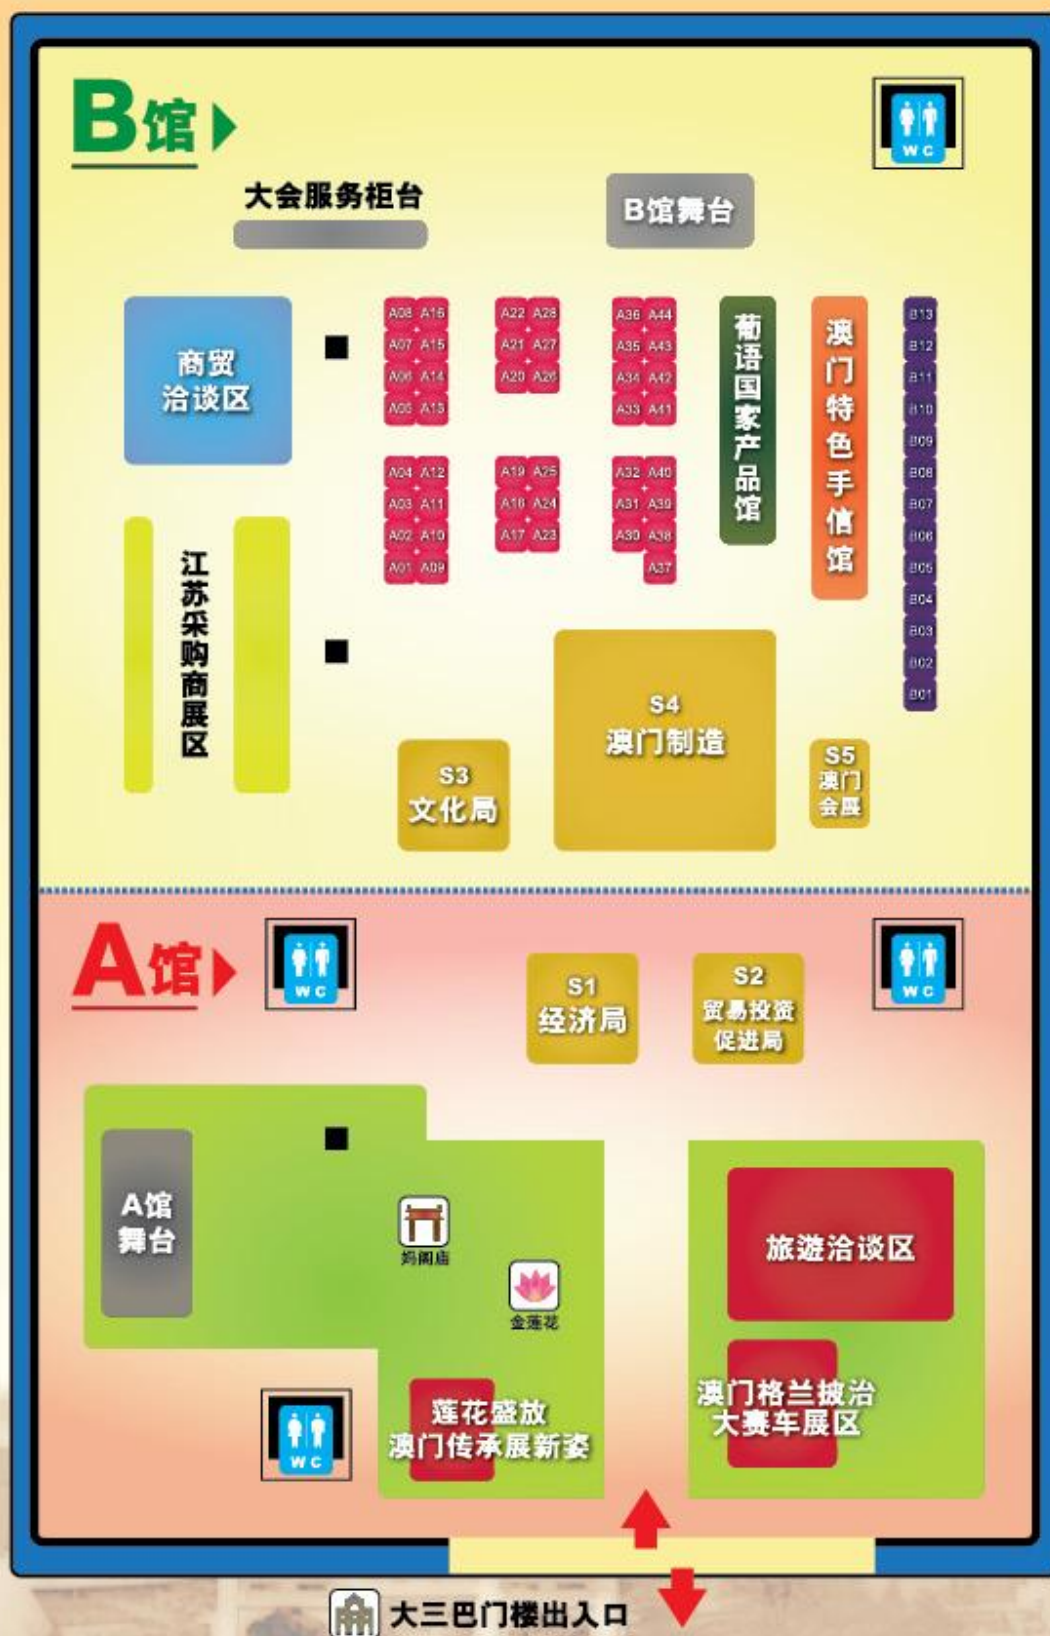 B馆
WC
大会服务柜台
B馆舞台
商贸
洽谈区
A08 A16
A07 A15
A06 A14
A05 A13
A22 A28
A21 A27
A20 A26
A36 A44
A35 A43
A34 A42
A33 A41
葡语国家产品馆
澳门特色手信馆
B13
B12
B11
B10
B09
B08
B07
B06
B05
B04
B03
B02
B01
A04 A12
A03 A11
A02 A10
A01 A09
A19 A25
A18 A24
A17 A23
A32 A40
A31 A39
A30 A38
A37
江苏采购商展区
S3
文化局
S4
澳门制造
S5
澳门
会展
A馆
WC
S1
经济局
S2
贸易投资
促进局
WC
A馆
舞台
妈阁庙
金莲花
旅遊洽谈区
莲花盛放
澳门传承展新姿
澳门格兰披治
大赛车展区
WC
大三巴门楼出入口